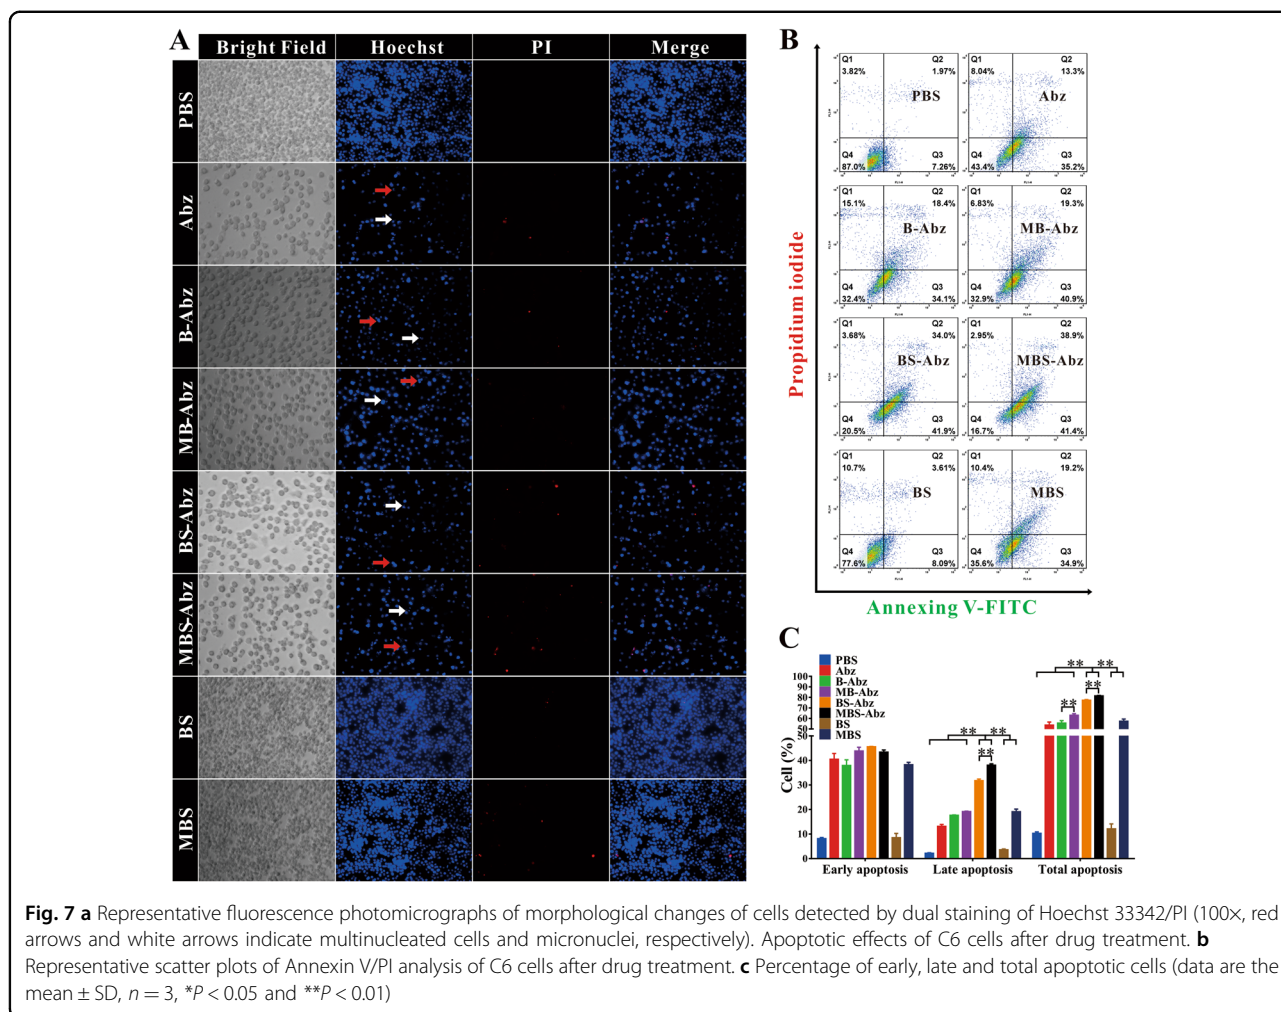 A
Bright Field Hoechst PI Merge
PBS
Abz
B-Abz
MB-Abz
BS-Abz
MBS-Abz
BS
MBS
B
Propidium iodide
Q1 Q2
3.82% 1.97%
PBS
Q4 Q3
87.0% 7.26%
Q1 Q2
8.04% 13.3%
Abz
Q4 Q3
43.4% 35.2%
Q1 Q2
15.1% 18.4%
B-Abz
Q4 Q3
32.4% 34.1%
Q1 Q2
6.83% 19.3%
MB-Abz
Q4 Q3
32.9% 40.9%
Q1 Q2
3.68% 34.0%
BS-Abz
Q4 Q3
20.5% 41.9%
Q1 Q2
2.95% 38.9%
MBS-Abz
Q4 Q3
16.7% 41.4%
Q1 Q2
10.7% 3.61%
BS
Q4 Q3
77.6% 8.09%
Q1 Q2
10.4% 19.2%
MBS
Q4 Q3
35.6% 34.9%
Annexing V-FITC
C
PBS
Abz
B-Abz
MB-Abz
BS-Abz
MBS-Abz
BS
MBS
Cell (%)
100
90
80
70
60
50
40
30
20
10
0
** ** **
** ** ** **
Early apoptosis Late apoptosis Total apoptosis
Fig. 7 a Representative fluorescence photomicrographs of morphological changes of cells detected by dual staining of Hoechst 33342/PI (100×, red
arrows and white arrows indicate multinucleated cells and micronuclei, respectively). Apoptotic effects of C6 cells after drug treatment. b
Representative scatter plots of Annexin V/PI analysis of C6 cells after drug treatment. c Percentage of early, late and total apoptotic cells (data are the
mean ± SD, n = 3, *P < 0.05 and **P < 0.01)